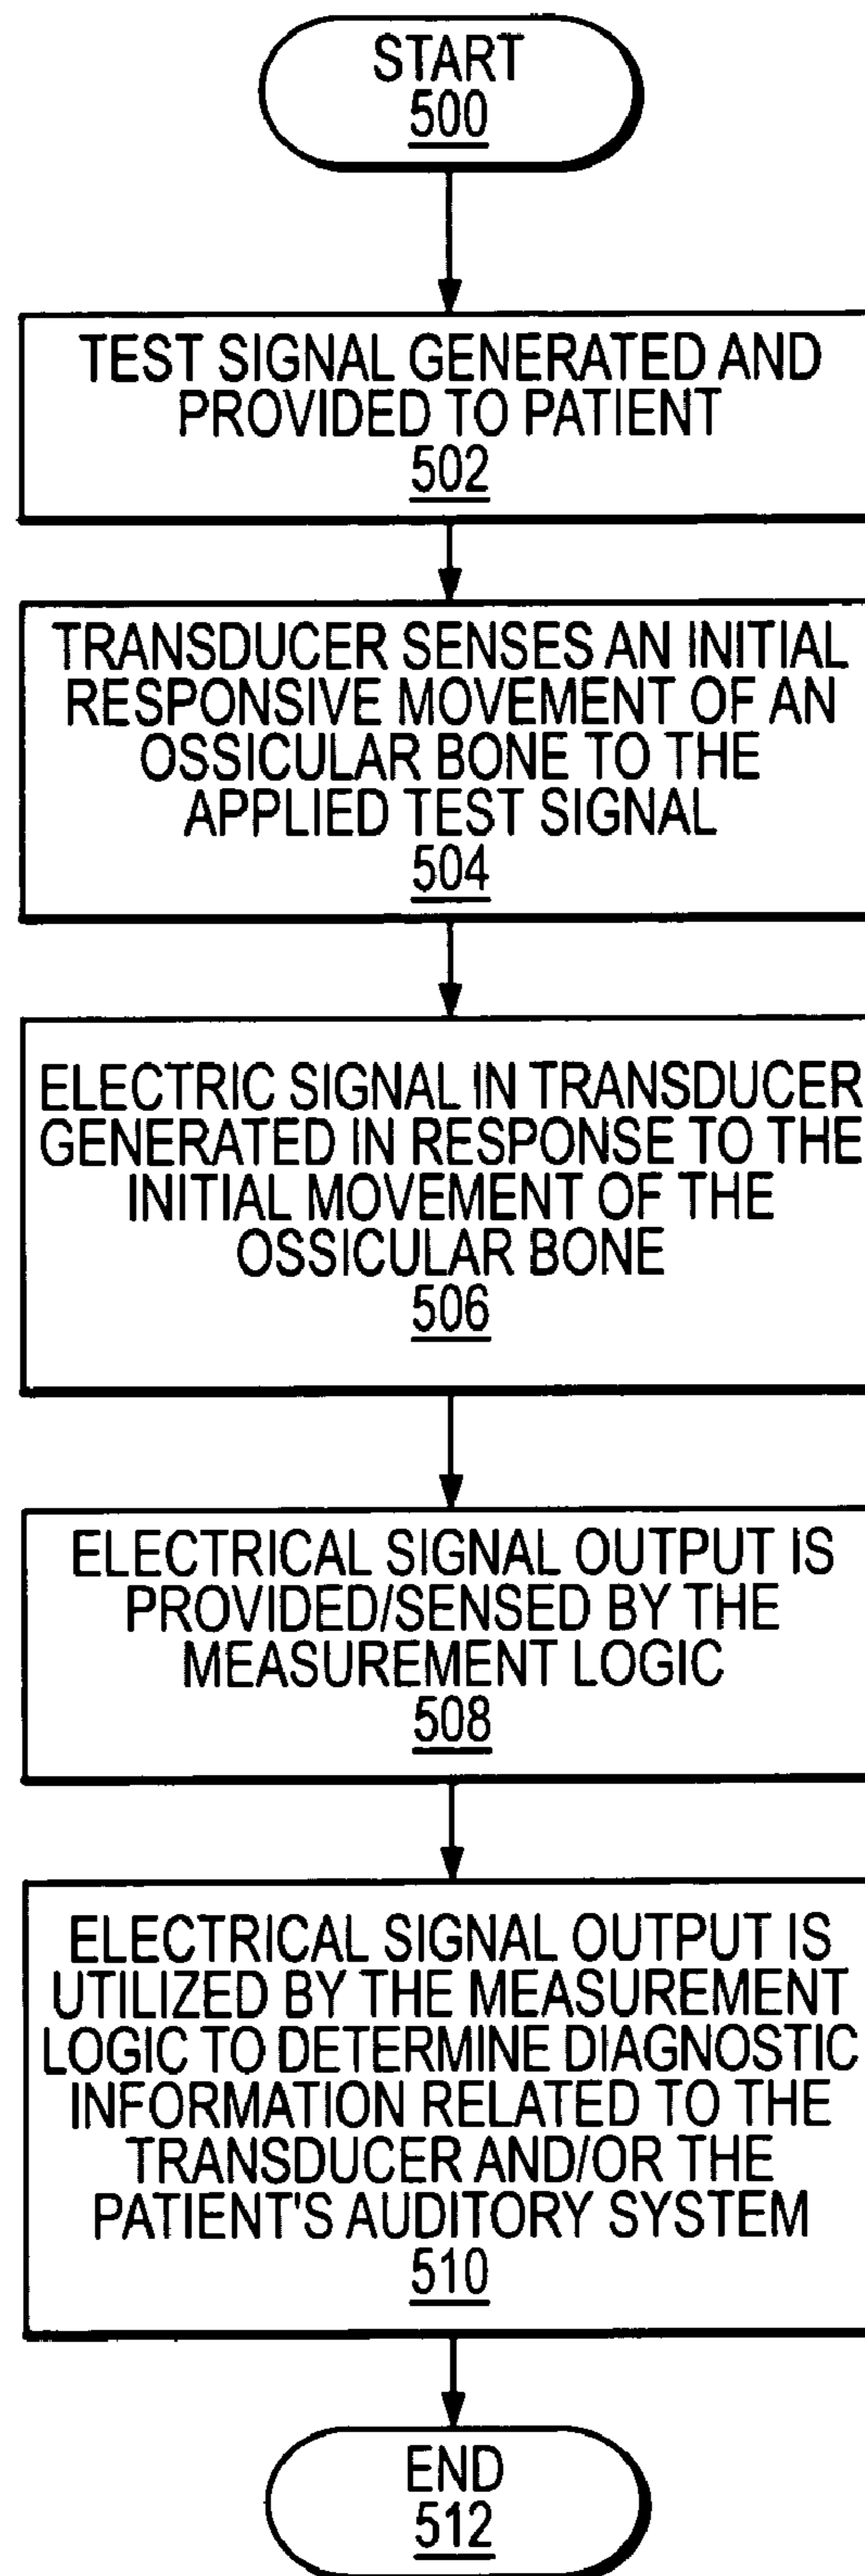 START
500
TEST SIGNAL GENERATED AND
PROVIDED TO PATIENT
502
TRANSDUCER SENSES AN INITIAL
RESPONSIVE MOVEMENT OF AN
OSSICULAR BONE TO THE
APPLIED TEST SIGNAL
504
ELECTRIC SIGNAL IN TRANSDUCER
GENERATED IN RESPONSE TO THE
INITIAL MOVEMENT OF THE
OSSICULAR BONE
506
ELECTRICAL SIGNAL OUTPUT IS
PROVIDED/SENSED BY THE
MEASUREMENT LOGIC
508
ELECTRICAL SIGNAL OUTPUT IS
UTILIZED BY THE MEASUREMENT
LOGIC TO DETERMINE DIAGNOSTIC
INFORMATION RELATED TO THE
TRANSDUCER AND/OR THE
PATIENT'S AUDITORY SYSTEM
510
END
512